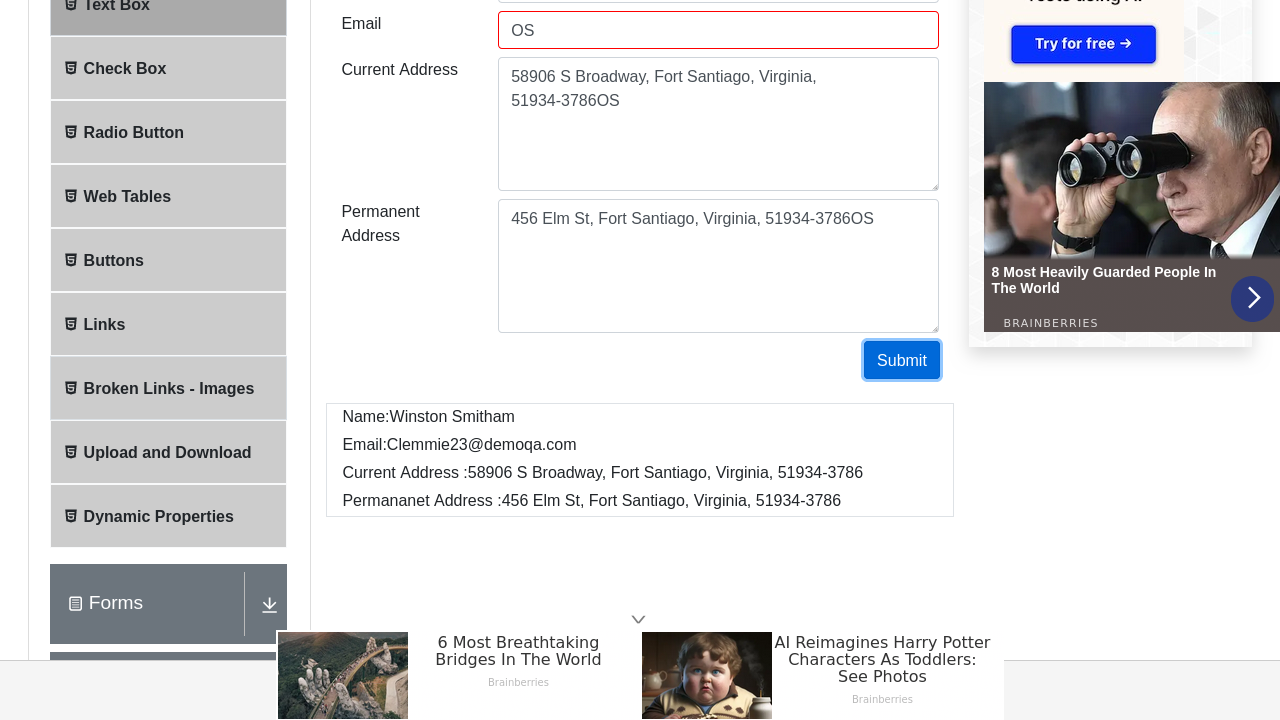 Text Box
Check Box
Radio Button
Web Tables
Buttons
Links
Broken Links - Images
Upload and Download
Dynamic Properties
Forms
Email
OS
Current Address
58906 S Broadway, Fort Santiago, Virginia,
51934-3786OS
Permanent
Address
456 Elm St, Fort Santiago, Virginia, 51934-3786OS
Submit
Name:Winston Smitham
Email:Clemmie23@demoqa.com
Current Address :58906 S Broadway, Fort Santiago, Virginia, 51934-3786
Permananet Address :456 Elm St, Fort Santiago, Virginia, 51934-3786
Try for free →
8 Most Heavily Guarded People In
The World
BRAINBERRIES
6 Most Breathtaking
Bridges In The World
Brainberries
AI Reimagines Harry Potter
Characters As Toddlers:
See Photos
Brainberries